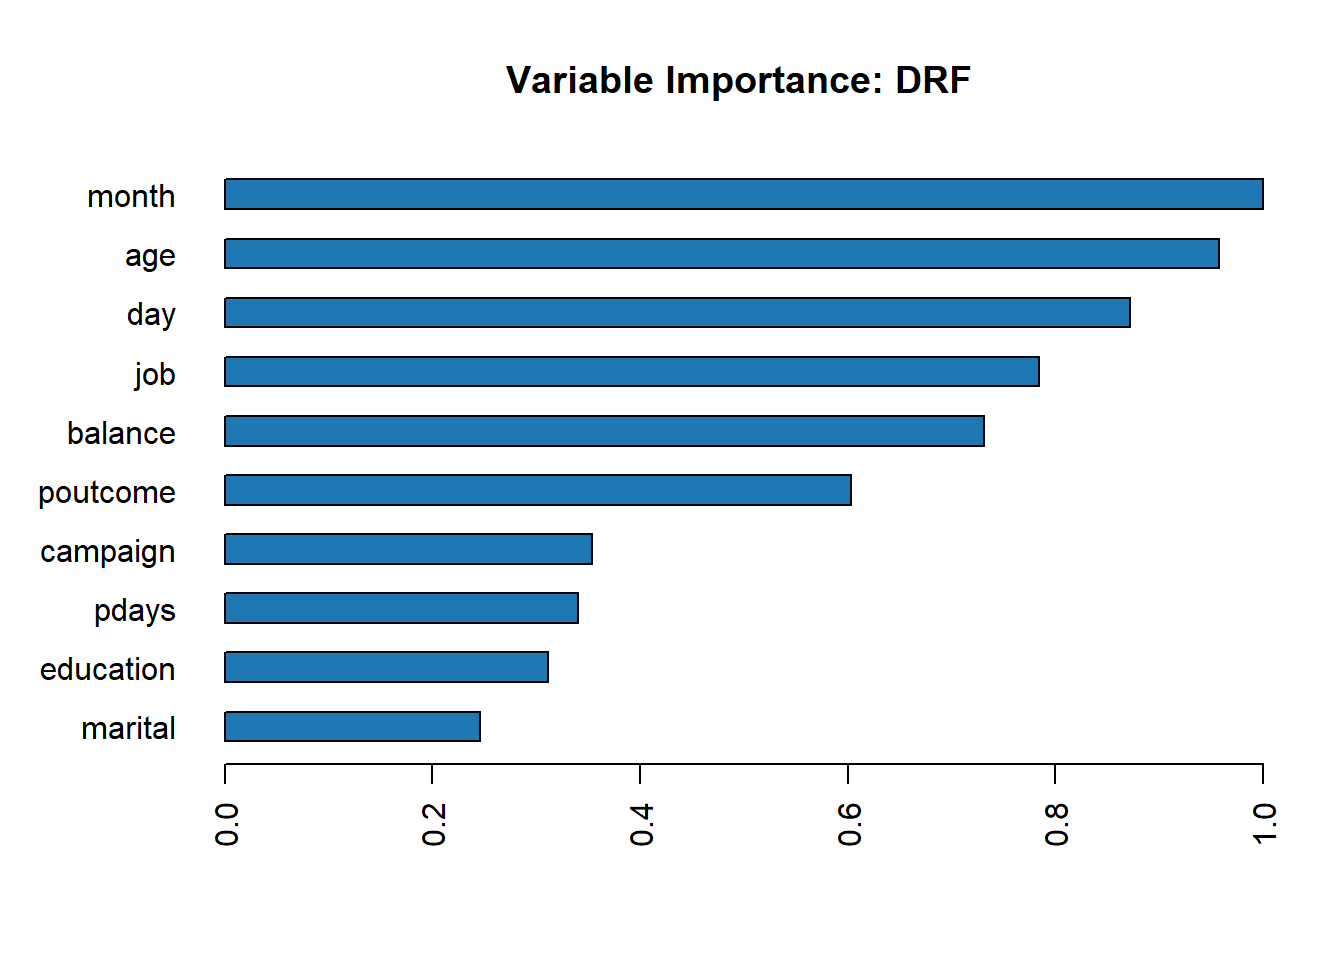 Variable Importance: DRF
month
age
day
job
balance
poutcome
campaign
pdays
education
marital
0.0
0.2
0.4
0.6
0.8
1.0